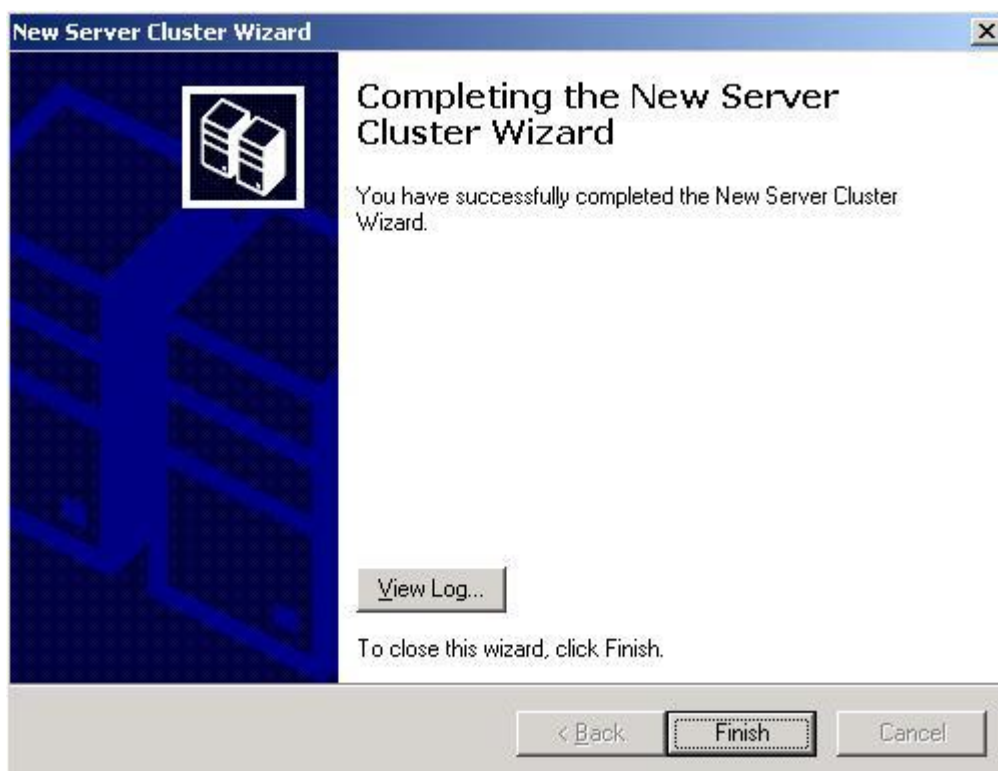 New Server Cluster Wizard
Completing the New Server
Cluster Wizard
You have successfully completed the New Server Cluster
Wizard.
View Log...
To close this wizard, click Finish.
< Back
Finish
Cancel